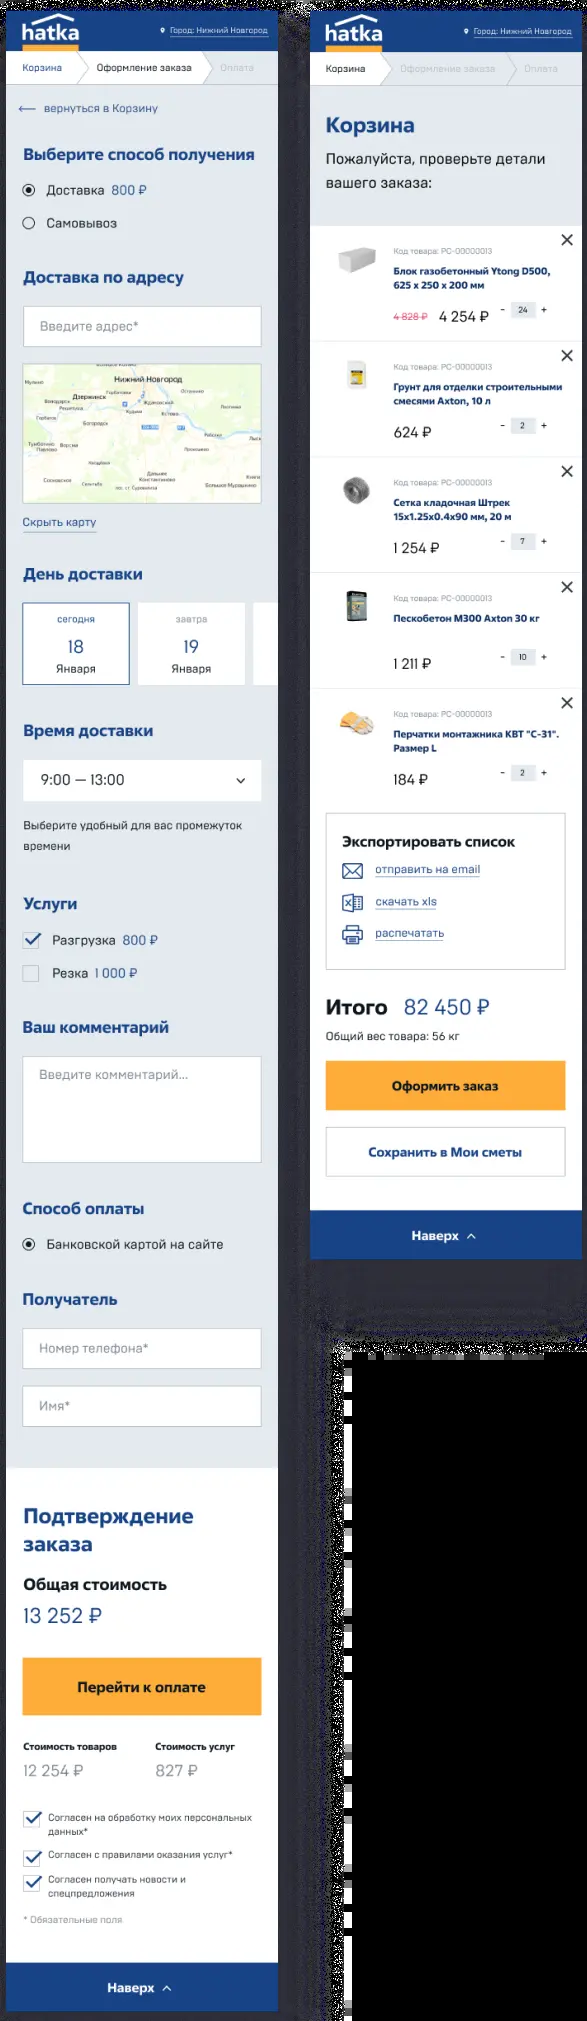 hatka
Город: Нижний Новгород
Корзина
Оформление заказа
Оплата
вернуться в Корзину
Выберите способ получения
Доставка 800 ₽
Самовывоз
Доставка по адресу
Введите адрес*
Нижний Новгород
Дзержинск
Скрыть карту
День доставки
сегодня
18
Января
завтра
19
Января
Время доставки
9:00 — 13:00
Выберите удобный для вас промежуток
времени
Услуги
Разгрузка 800 ₽
Резка 1 000 ₽
Ваш комментарий
Введите комментарий...
Способ оплаты
Банковской картой на сайте
Получатель
Номер телефона*
Имя*
Подтверждение
заказа
Общая стоимость
13 252 ₽
Перейти к оплате
Стоимость товаров
Стоимость услуг
12 254 ₽
827 ₽
Согласен на обработку моих персональных
данных*
Согласен с правилами оказания услуг*
Согласен получать новости и
спецпредложения
* Обязательные поля
Наверх
hatka
Город: Нижний Новгород
Корзина
Оформление заказа
Оплата
Корзина
Пожалуйста, проверьте детали
вашего заказа:
Код товара: РС-00000013
Блок газобетонный Ytong D500,
625 x 250 x 200 мм
4 828 ₽ 4 254 ₽
- 24 +
Код товара: РС-00000013
Грунт для отделки строительными
смесями Axton, 10 л
624 ₽
- 2 +
Код товара: РС-00000013
Сетка кладочная Штрек
15x1.25x0.4x90 мм, 20 м
1 254 ₽
- 7 +
Код товара: РС-00000013
Пескобетон М300 Axton 30 кг
1 211 ₽
- 10 +
Код товара: РС-00000013
Перчатки монтажника КВТ "С-31".
Размер L
184 ₽
- 2 +
Экспортировать список
отправить на email
скачать xls
распечатать
Итого 82 450 ₽
Общий вес товара: 56 кг
Оформить заказ
Сохранить в Мои сметы
Наверх